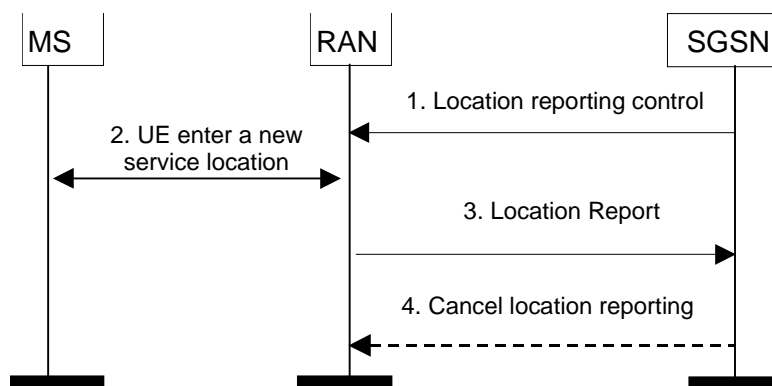 MS
RAN
SGSN
1. Location reporting control
2. UE enter a new
service location
3. Location Report
4. Cancel location reporting